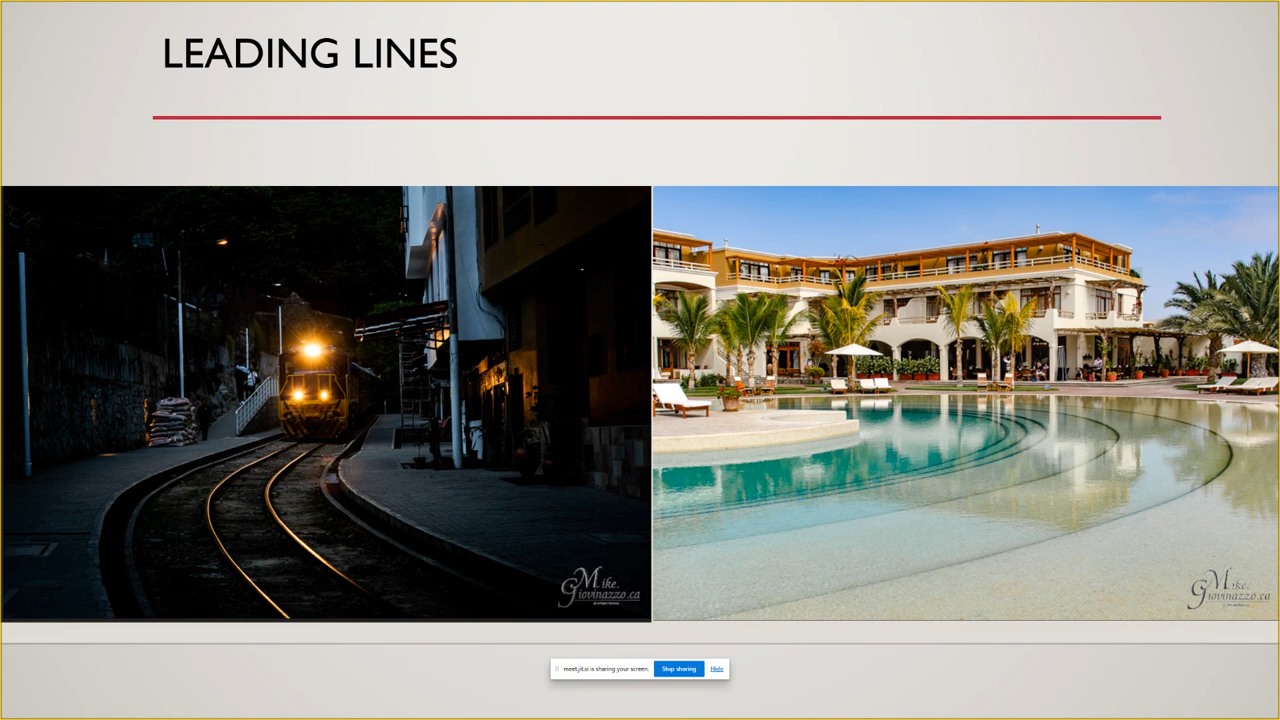 LEADING LINES
Mike.
Giovinazzo.ca
Mike.
Giovinazzo.ca
meet.jit.si is sharing your screen.
Stop sharing
Hide